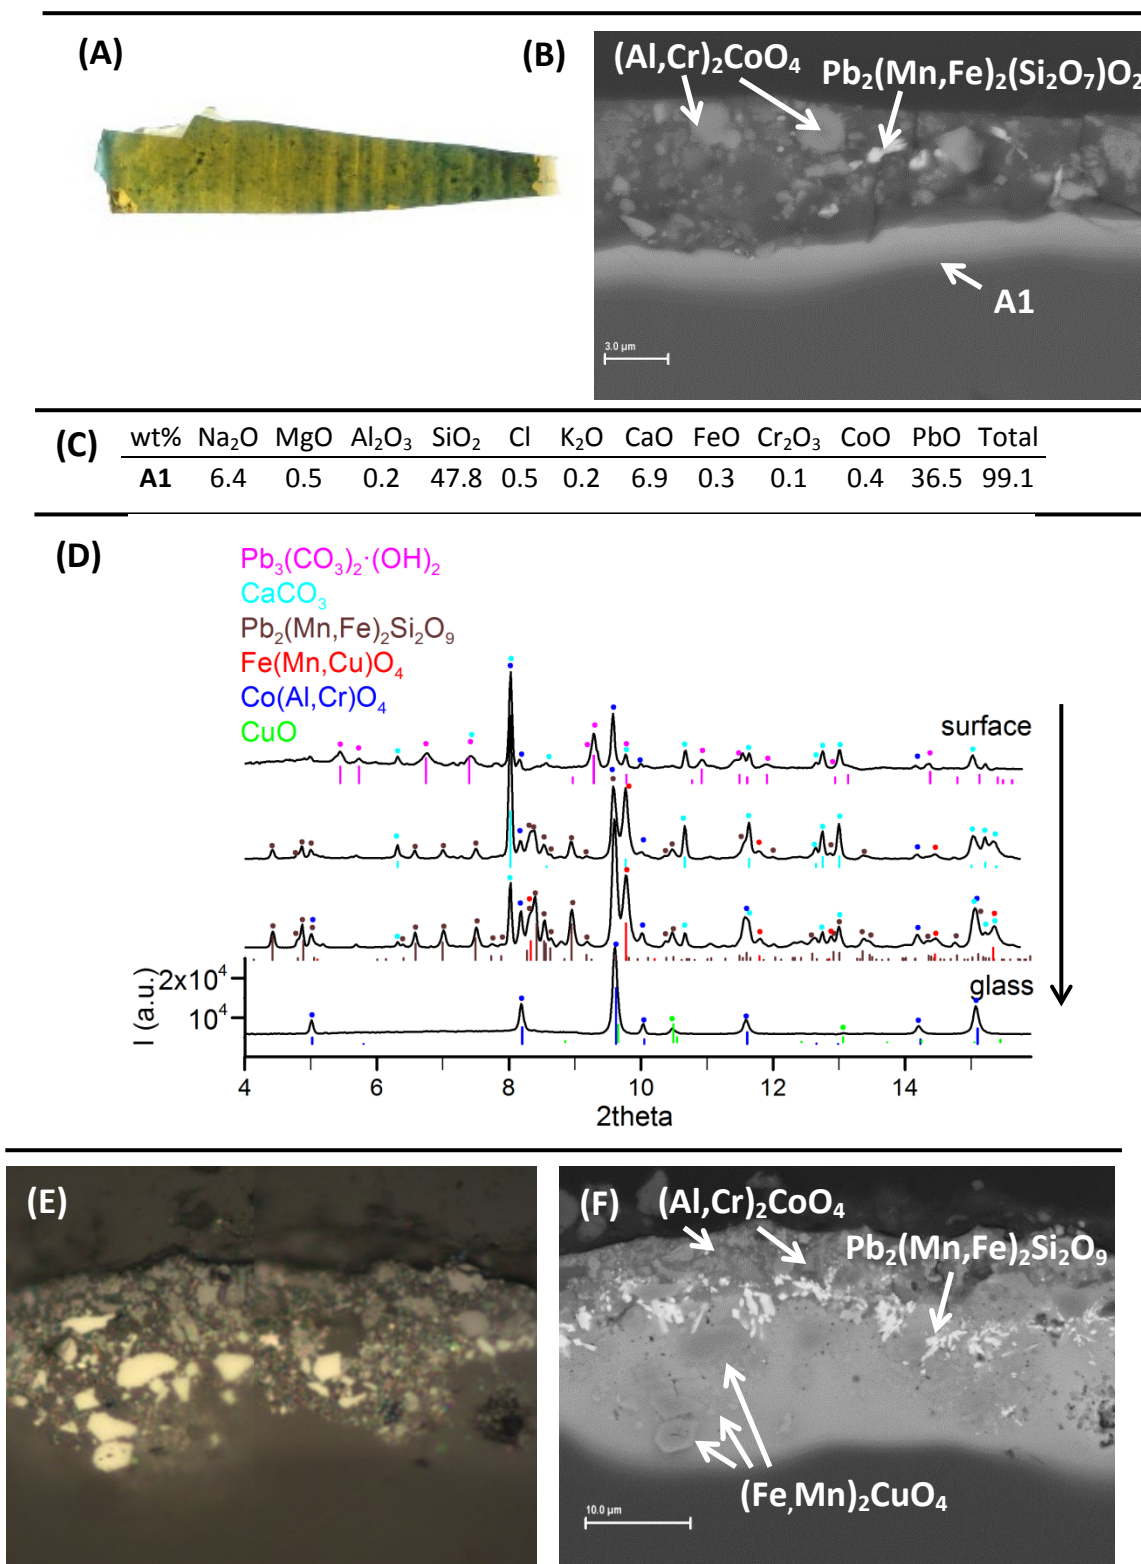 (A)
(B)
(Al,Cr)₂CoO₄
Pb₂(Mn,Fe)₂(Si₂O₇)O₂
A1
3.0 µm
(C)
wt% Na₂O MgO Al₂O₃ SiO₂ Cl K₂O CaO FeO Cr₂O₃ CoO PbO Total
A1 6.4 0.5 0.2 47.8 0.5 0.2 6.9 0.3 0.1 0.4 36.5 99.1
(D)
Pb₃(CO₃)₂·(OH)₂
CaCO₃
Pb₂(Mn,Fe)₂Si₂O₉
Fe(Mn,Cu)O₄
Co(Al,Cr)O₄
CuO
surface
glass
I (a.u.)
2x10⁴
10⁴
4 6 8 10 12 14
2theta
(E)
(F)
(Al,Cr)₂CoO₄
Pb₂(Mn,Fe)₂Si₂O₉
(Fe,Mn)₂CuO₄
10.0 µm